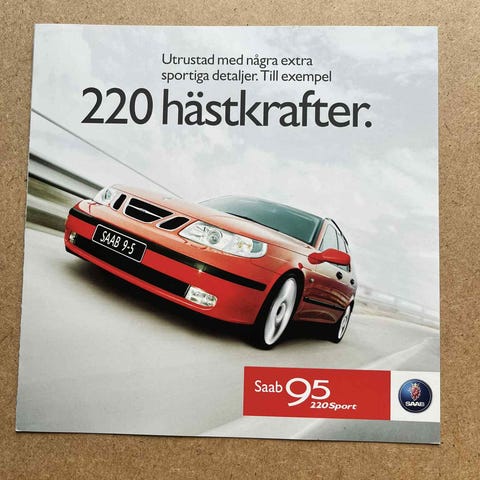 Utrustad med några extra
sportiga detaljer. Till exempel
220 hästkrafter.
SAAB 9-5
Saab 95
220 Sport
SAAB